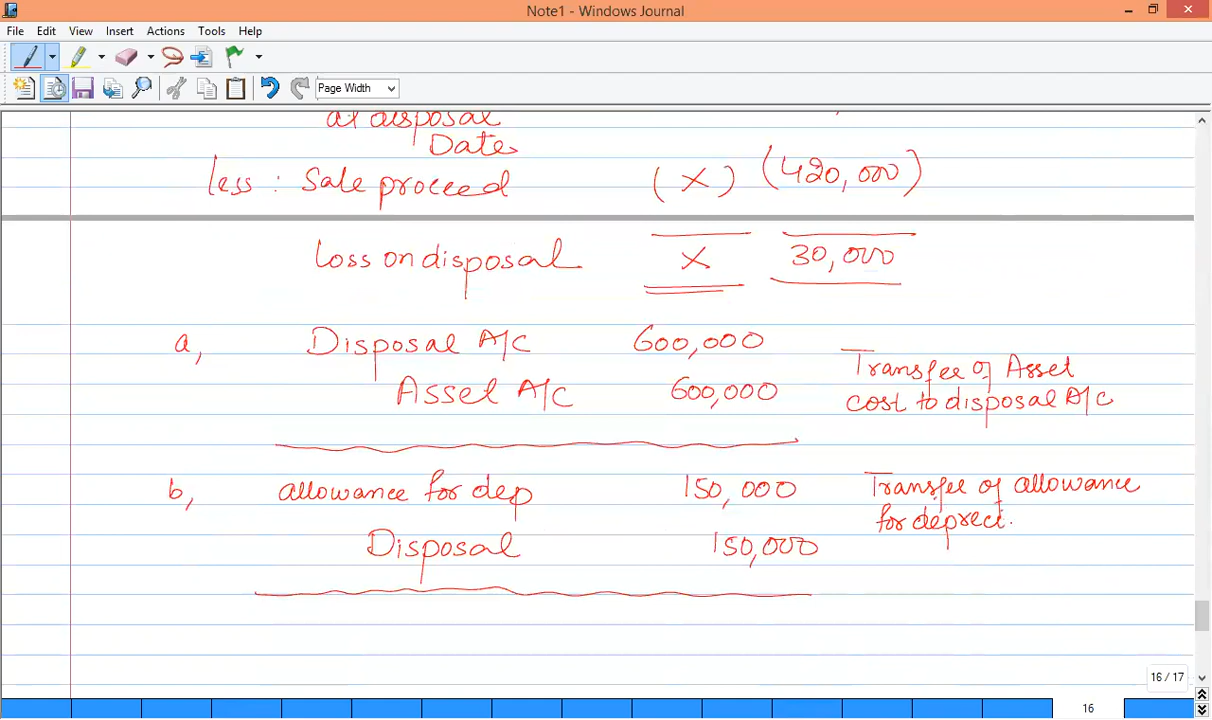 Note1 - Windows Journal
File Edit View Insert Actions Tools Help
Page Width
at disposal
Date
less : Sale proceed (X) (420,000)
loss on disposal X 30,000
a, Disposal A/C 600,000
Asset A/C 600,000
Transfer of Asset
cost to disposal A/C
b, allowance for dep 150,000
Disposal 150,000
Transfer of allowance
for depreci.
16 / 17
16